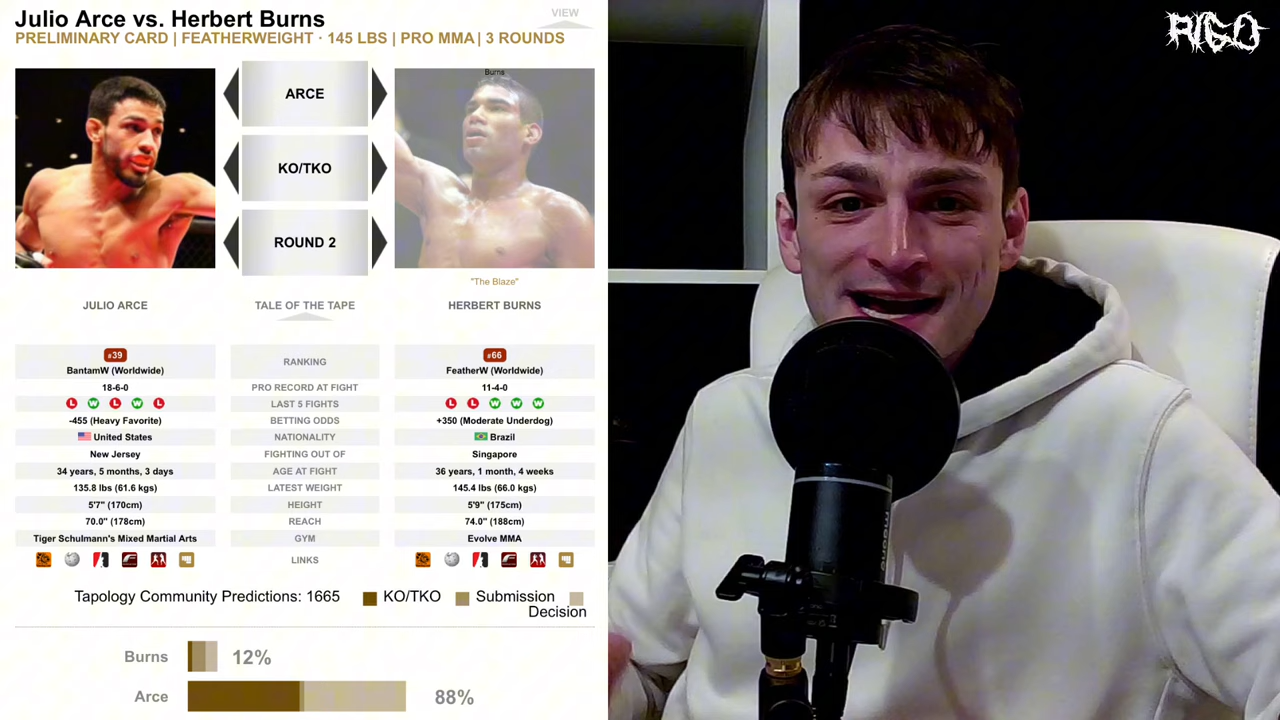 Julio Arce vs. Herbert Burns
VIEW
PRELIMINARY CARD | FEATHERWEIGHT · 145 LBS | PRO MMA | 3 ROUNDS
RIGO
Burns
ARCE
KO/TKO
ROUND 2
"The Blaze"
JULIO ARCE TALE OF THE TAPE HERBERT BURNS
#39 RANKING #66
BantamW (Worldwide) FeatherW (Worldwide)
18-6-0 PRO RECORD AT FIGHT 11-4-0
L W L W L LAST 5 FIGHTS L L W W W
-455 (Heavy Favorite) BETTING ODDS +350 (Moderate Underdog)
United States NATIONALITY Brazil
New Jersey FIGHTING OUT OF Singapore
34 years, 5 months, 3 days AGE AT FIGHT 36 years, 1 month, 4 weeks
135.8 lbs (61.6 kgs) LATEST WEIGHT 145.4 lbs (66.0 kgs)
5'7" (170cm) HEIGHT 5'9" (175cm)
70.0" (178cm) REACH 74.0" (188cm)
Tiger Schulmann's Mixed Martial Arts GYM Evolve MMA
LINKS
Tapology Community Predictions: 1665 KO/TKO Submission
Decision
Burns 12%
Arce 88%